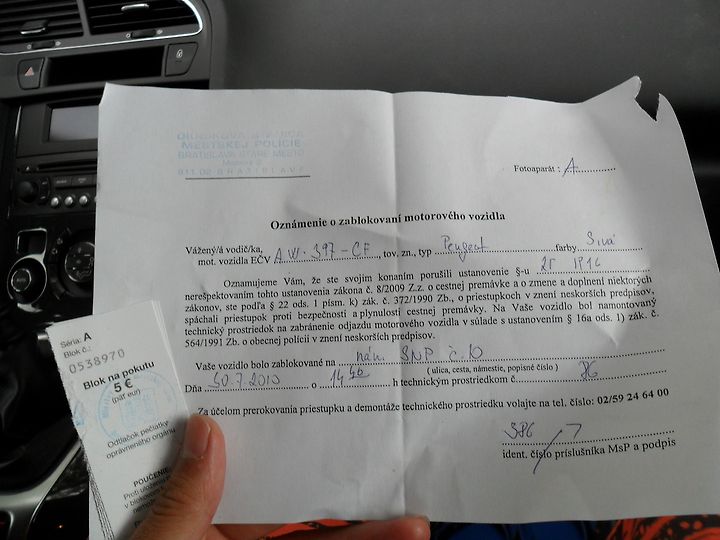 OKRSKOVÁ STANICA
MESTSKEJ POLÍCIE
BRATISLAVA STARÉ MESTO
811 02 BRATISLAVA
Fotoaparát : A
Oznámenie o zablokovaní motorového vozidla
Vážený/á vodič/ka,
mot. vozidla EČV AW-397-CF, tov. zn., typ Peugeot farby Sivá
Oznamujeme Vám, že ste svojim konaním porušili ustanovenie §-u 25
nerešpektovaním tohto ustanovenia zákona č. 8/2009 Z.z. o cestnej premávke a o zmene a doplnení niektorých
zákonov, ste podľa § 22 ods. 1 písm. k) zák. č. 372/1990 Zb., o priestupkoch v znení neskorších predpisov,
spáchali priestupok proti bezpečnosti a plynulosti cestnej premávky. Na Vaše vozidlo bol namontovaný
technický prostriedok na zabránenie odjazdu motorového vozidla v súlade s ustanovením § 16a ods. 1) zák. č.
564/1991 Zb. o obecnej polícii v znení neskorších predpisov.
Vaše vozidlo bolo zablokované na nám. SNP č. 10
( ulica, cesta, námestie, popisné číslo )
Dňa 30.7.2010 o 14 40 h technickým prostriedkom č. 86
Za účelom prerokovania priestupku a demontáže technického prostriedku volajte na tel. číslo: 02/59 24 64 00
386
ident. číslo príslušníka MsP a podpis
Séria: A
Blok č.:
0538970
Blok na pokutu
5 €
(päť eur)
Odtlačok pečiatky
oprávneného orgánu
POUČENIE
Proti uložení
v blokovom
nemôže